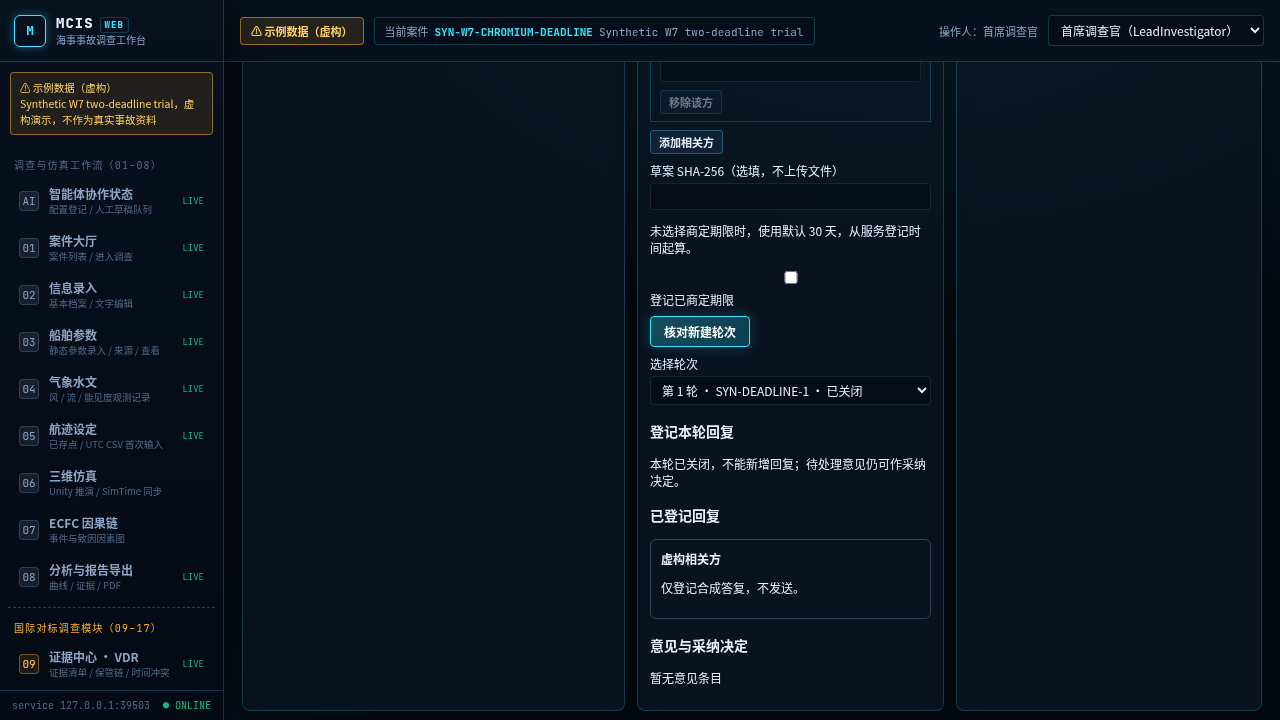 M
MCIS WEB
海事事故调查工作台
⚠ 示例数据（虚构）
Synthetic W7 two-deadline trial，虚
构演示，不作为真实事故资料
调查与仿真工作流（01–08）
AI 智能体协作状态 LIVE
配置登记 / 人工草稿队列
01 案件大厅 LIVE
案件列表 / 进入调查
02 信息录入 LIVE
基本档案 / 文字编辑
03 船舶参数 LIVE
静态参数录入 / 来源 / 查看
04 气象水文 LIVE
风 / 流 / 能见度观测记录
05 航迹设定 LIVE
已存点 / UTC CSV 首次输入
06 三维仿真
Unity 推演 / SimTime 同步
07 ECFC 因果链
事件与致因因素图
08 分析与报告导出 LIVE
曲线 / 证据 / PDF
国际对标调查模块（09–17）
09 证据中心 · VDR LIVE
证据清单 / 保管链 / 时间冲突
service 127.0.0.1:39503 ● ONLINE
⚠ 示例数据（虚构）
当前案件 SYN-W7-CHROMIUM-DEADLINE Synthetic W7 two-deadline trial
操作人：首席调查官
首席调查官（LeadInvestigator）
移除该方
添加相关方
草案 SHA-256（选填，不上传文件）
未选择商定期限时，使用默认 30 天，从服务登记时
间起算。
登记已商定期限
核对新建轮次
选择轮次
第 1 轮 · SYN-DEADLINE-1 · 已关闭
登记本轮回复
本轮已关闭，不能新增回复；待处理意见仍可作采纳
决定。
已登记回复
虚构相关方
仅登记合成答复，不发送。
意见与采纳决定
暂无意见条目